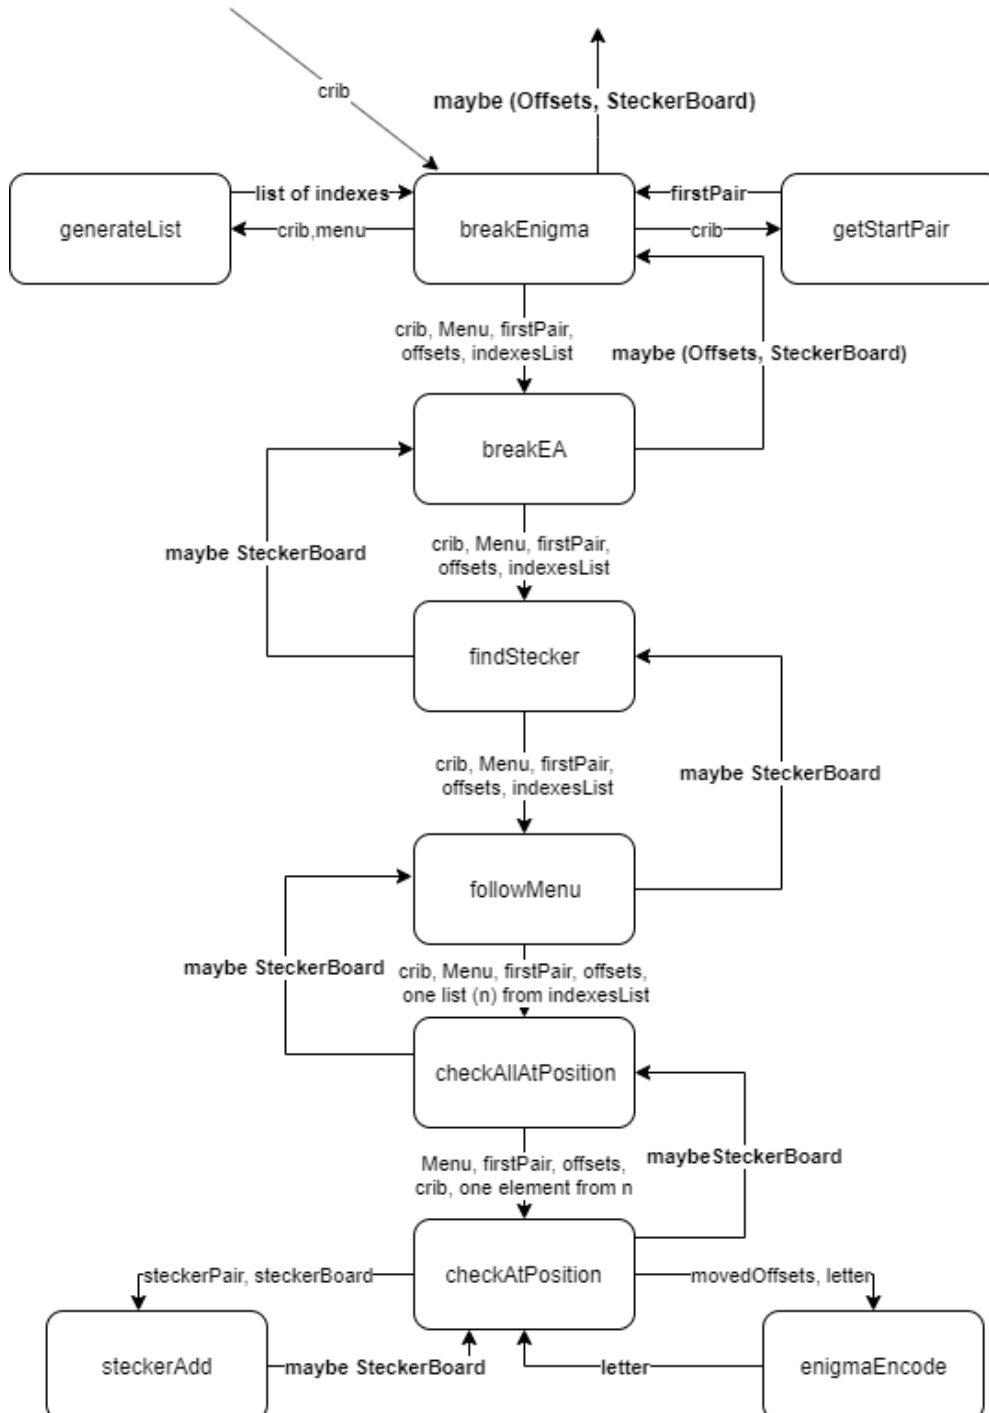 crib
maybe (Offsets, SteckerBoard)
list of indexes
firstPair
generateList
crib,menu
breakEnigma
crib
getStartPair
crib, Menu, firstPair,
offsets, indexesList
maybe (Offsets, SteckerBoard)
breakEA
maybe SteckerBoard
crib, Menu, firstPair,
offsets, indexesList
findStecker
crib, Menu, firstPair,
offsets, indexesList
maybe SteckerBoard
followMenu
maybe SteckerBoard
crib, Menu, firstPair, offsets,
one list (n) from indexesList
checkAllAtPosition
Menu, firstPair, offsets,
crib, one element from n
maybeSteckerBoard
steckerPair, steckerBoard
checkAtPosition
movedOffsets, letter
steckerAdd
maybe SteckerBoard
letter
enigmaEncode